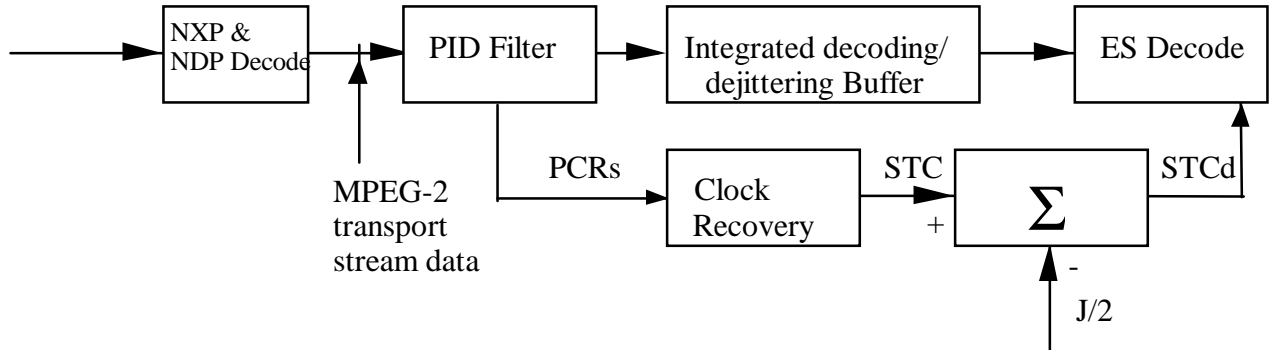 NXP &
NDP Decode
PID Filter
Integrated decoding/
dejittering Buffer
ES Decode
MPEG-2
transport
stream data
PCRs
Clock
Recovery
STC
+
Σ
STCd
-
J/2